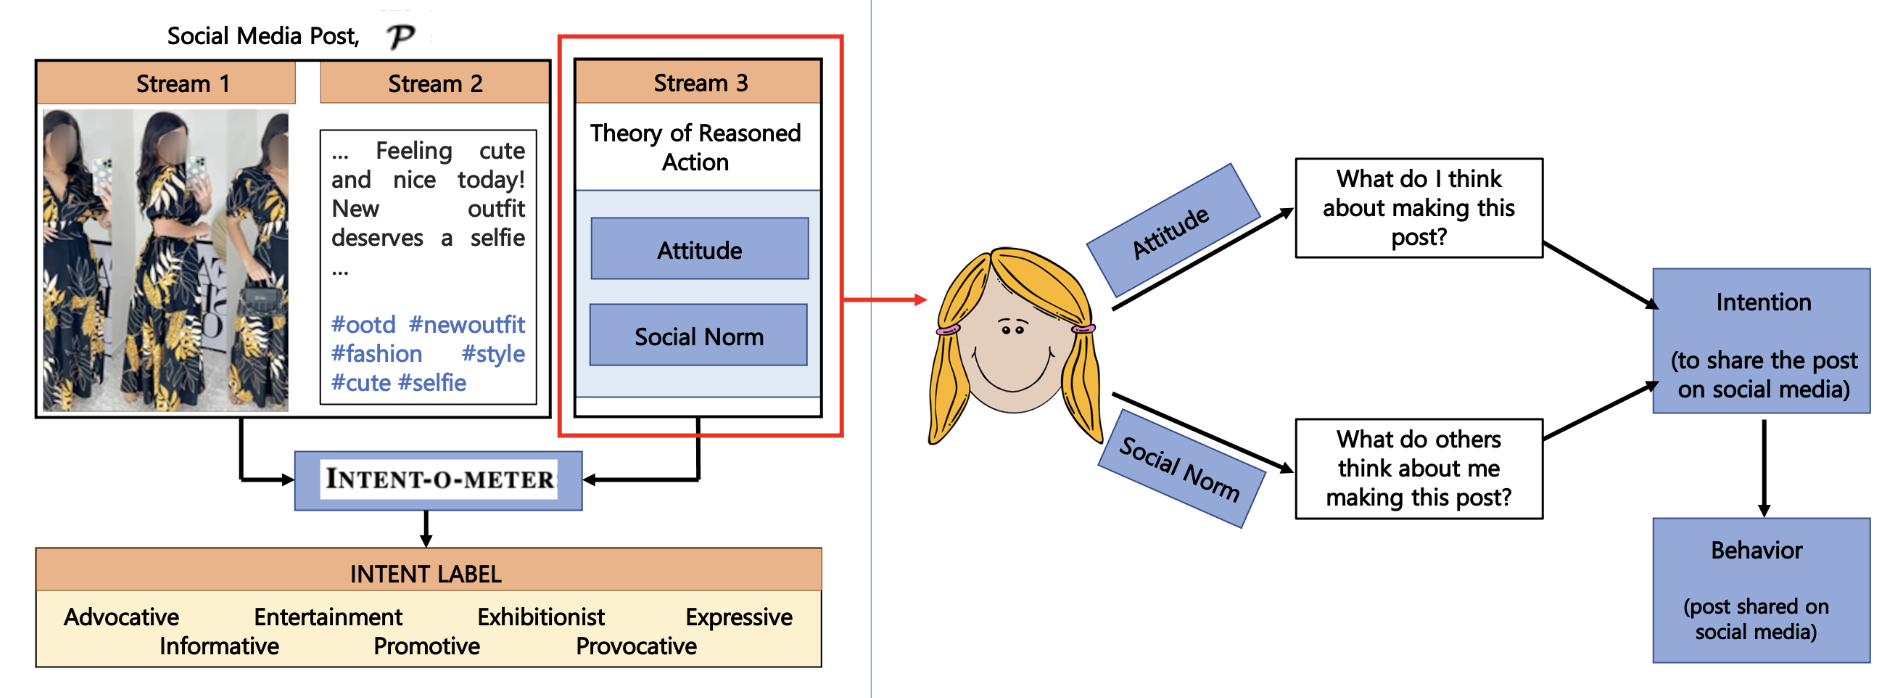 Social Media Post, P
Stream 1
Stream 2
... Feeling cute
and nice today!
New outfit
deserves a selfie
...
#ootd #newoutfit
#fashion #style
#cute #selfie
Stream 3
Theory of Reasoned
Action
Attitude
Social Norm
INTENT-O-METER
INTENT LABEL
Advocative Entertainment Exhibitionist Expressive
Informative Promotive Provocative
Attitude
What do I think
about making this
post?
Social Norm
What do others
think about me
making this post?
Intention
(to share the post
on social media)
Behavior
(post shared on
social media)